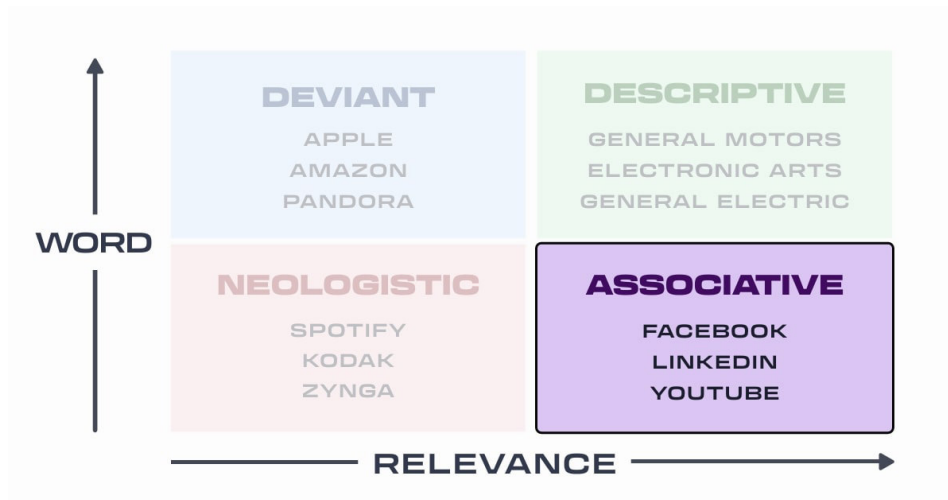 DEVIANT
APPLE
AMAZON
PANDORA
DESCRIPTIVE
GENERAL MOTORS
ELECTRONIC ARTS
GENERAL ELECTRIC
WORD
NEOLOGISTIC
SPOTIFY
KODAK
ZYNGA
ASSOCIATIVE
FACEBOOK
LINKEDIN
YOUTUBE
RELEVANCE